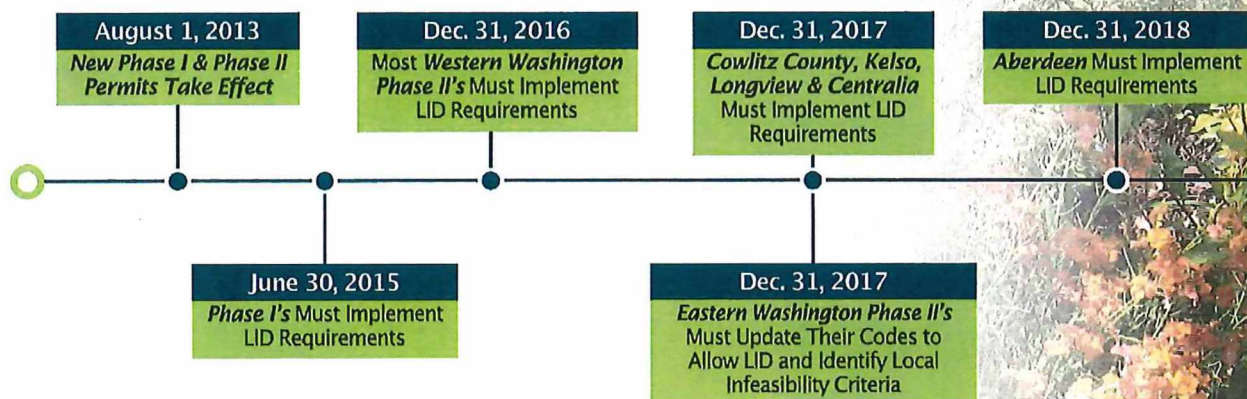 August 1, 2013
New Phase I & Phase II
Permits Take Effect
June 30, 2015
Phase I's Must Implement
LID Requirements
Dec. 31, 2016
Most Western Washington
Phase II's Must Implement
LID Requirements
Dec. 31, 2017
Cowlitz County, Kelso,
Longview & Centralia
Must Implement LID
Requirements
Dec. 31, 2017
Eastern Washington Phase II's
Must Update Their Codes to
Allow LID and Identify Local
Infeasibility Criteria
Dec. 31, 2018
Aberdeen Must Implement
LID Requirements